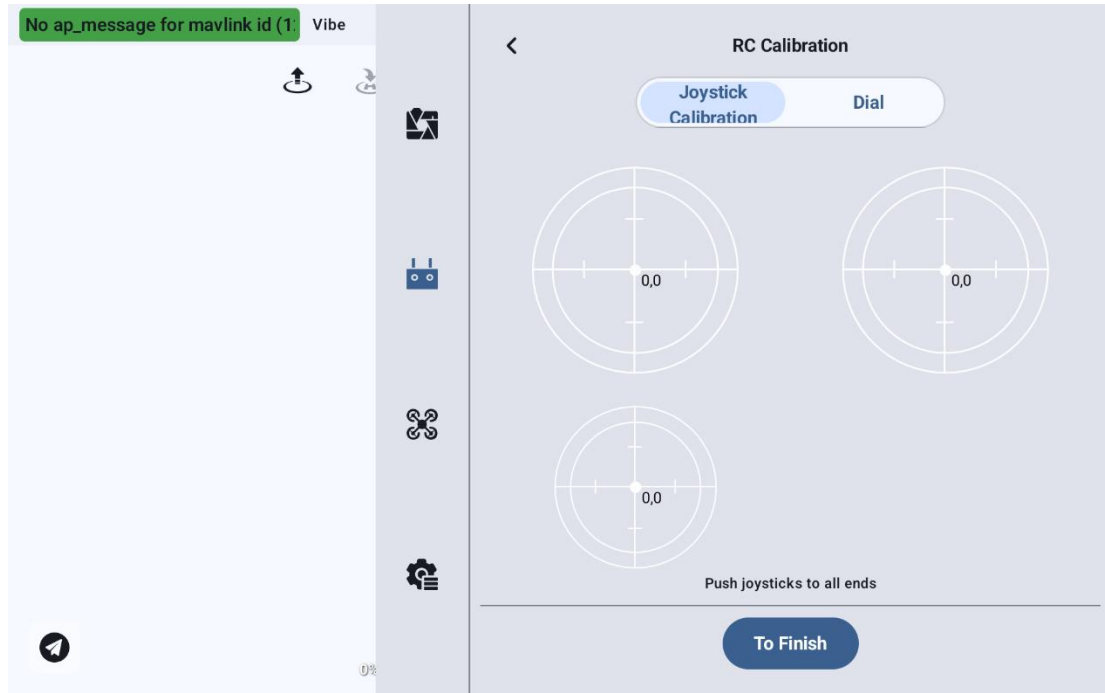 No ap_message for mavlink id (1:
Vibe
RC Calibration
Joystick
Calibration
Dial
0,0
0,0
0,0
Push joysticks to all ends
To Finish
0%